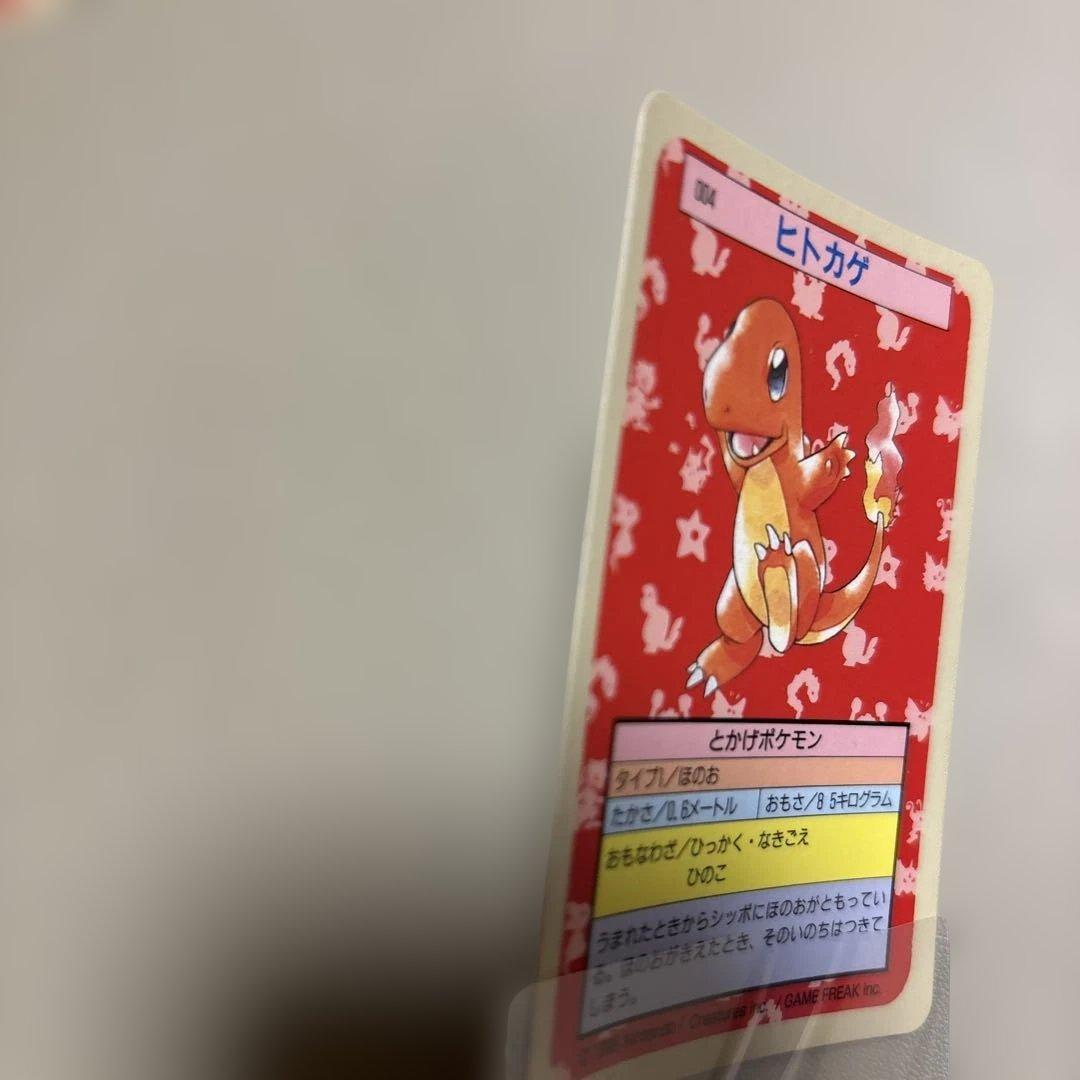 004
ヒトカゲ
とかげポケモン
タイプ1/ほのお
たかさ/0.6メートル おもさ/8 5キログラム
おもなわざ/ひっかく・なきごえ
ひのこ
うまれたときからシッポにほのおがともってい
る。ほのおがきえたとき、そのいのちはつきて
しまう。
Nintendo / Creatures inc. / GAME FREAK inc.